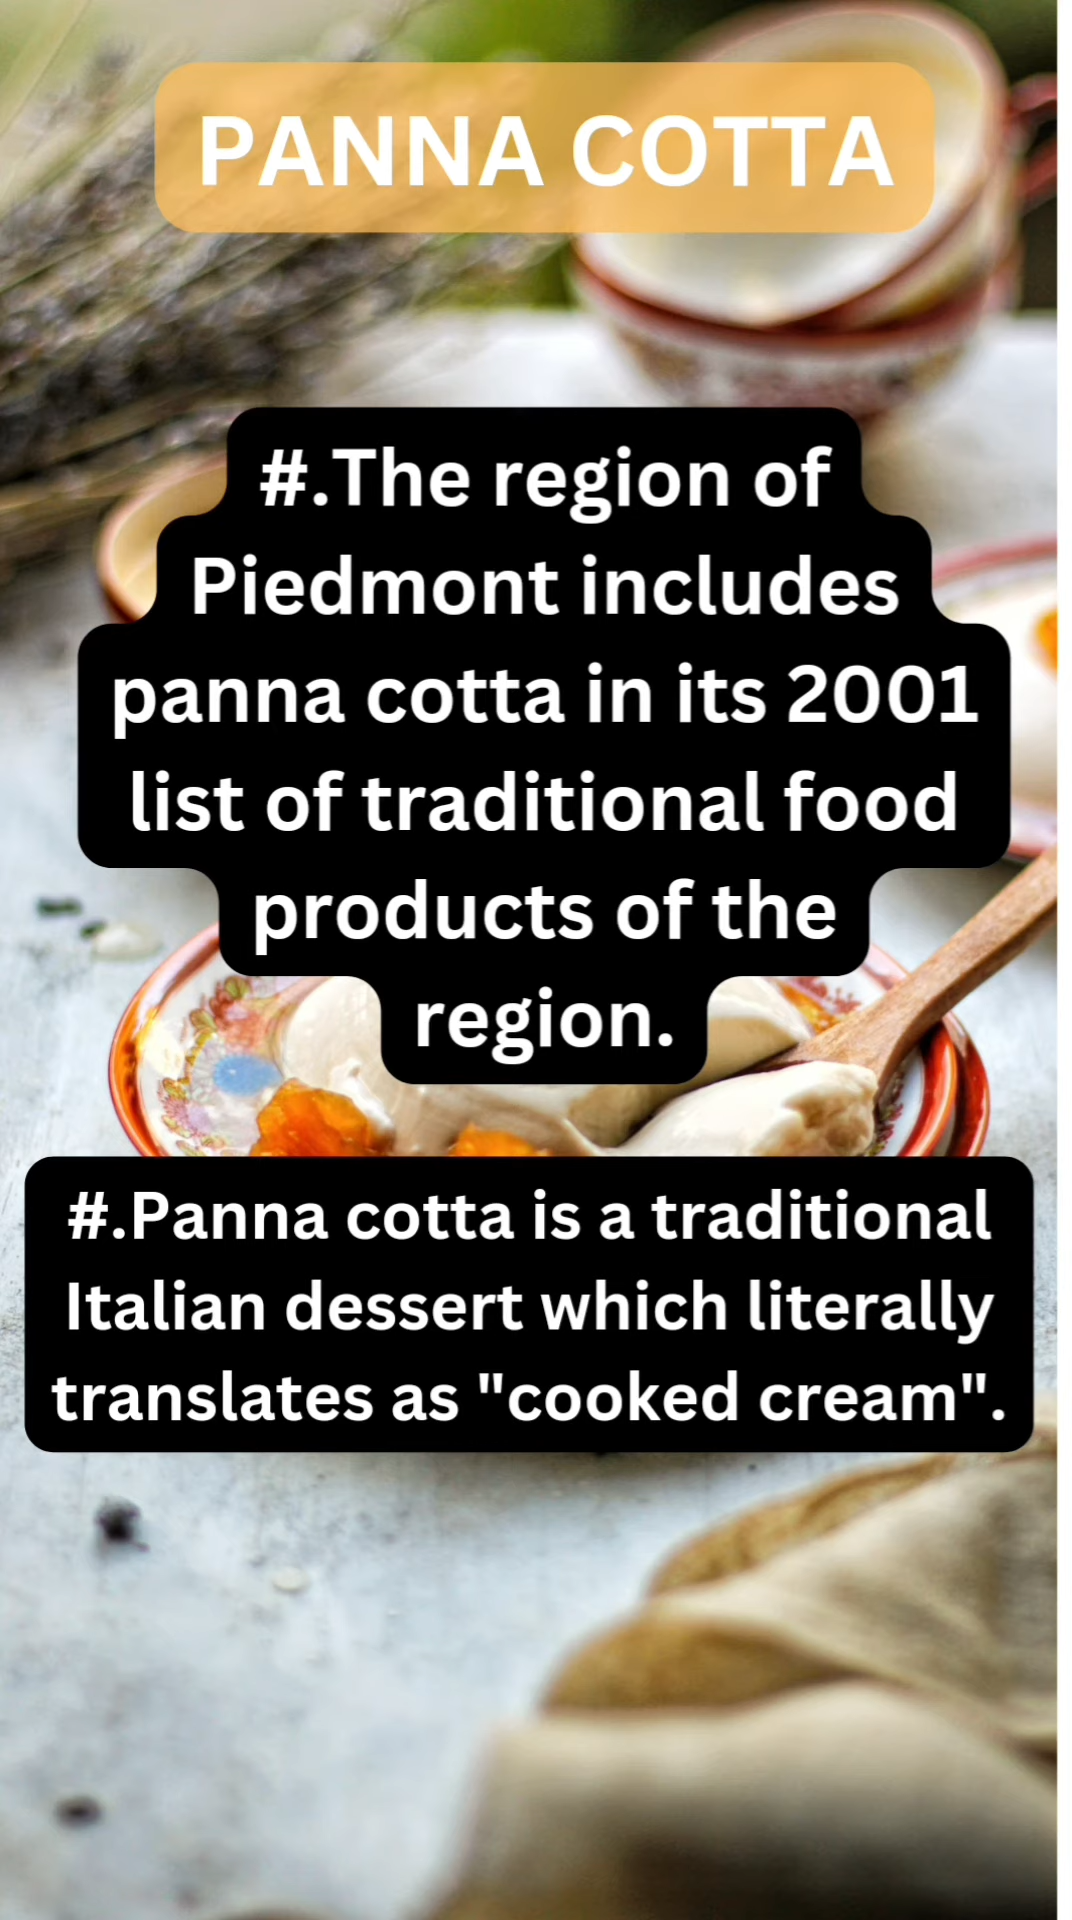 PANNA COTTA
#.The region of
Piedmont includes
panna cotta in its 2001
list of traditional food
products of the
region.
#.Panna cotta is a traditional
Italian dessert which literally
translates as "cooked cream".